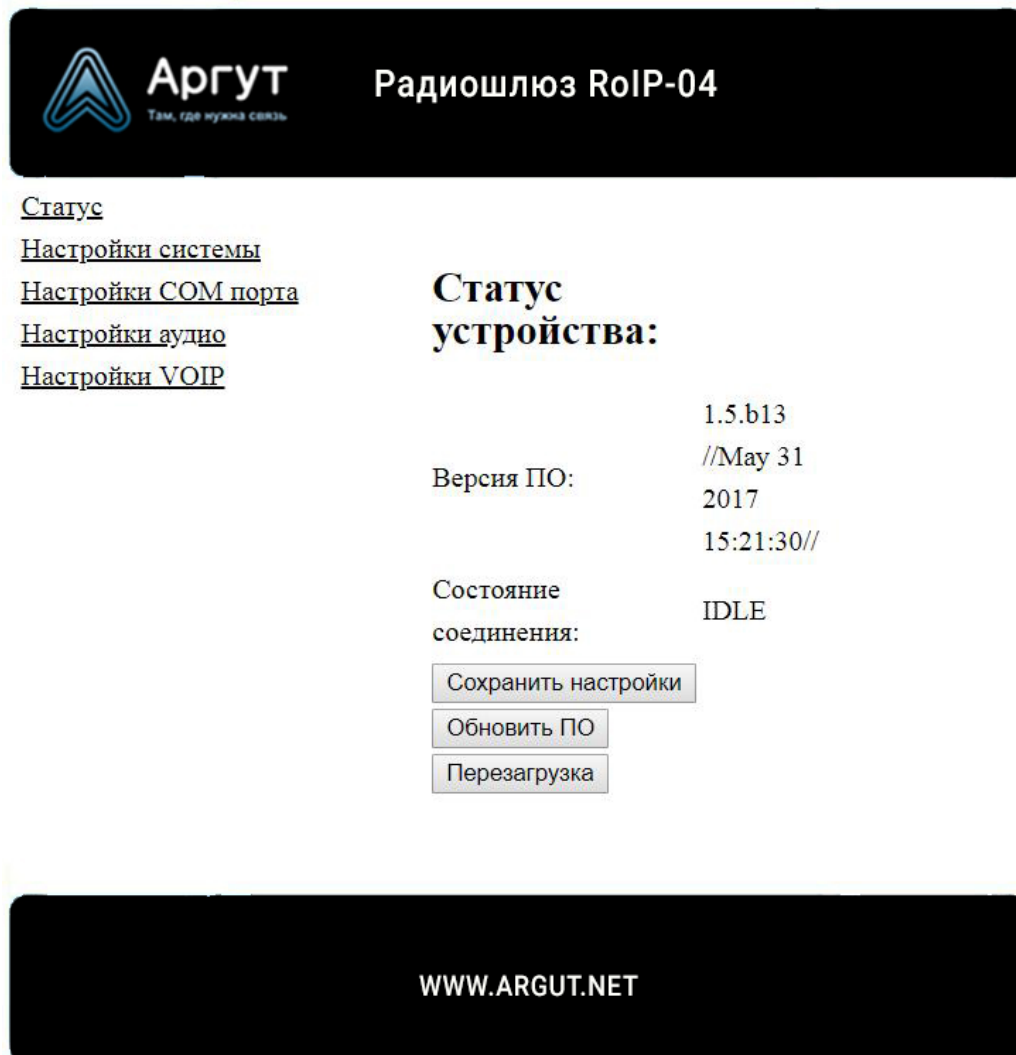 Аргут
Там, где нужна связь
Радиошлюз RoIP-04
Статус
Настройки системы
Настройки COM порта
Настройки аудио
Настройки VOIP
Статус
устройства:
Версия ПО:
1.5.b13
//May 31
2017
15:21:30//
Состояние
соединения:
IDLE
Сохранить настройки
Обновить ПО
Перезагрузка
WWW.ARGUT.NET